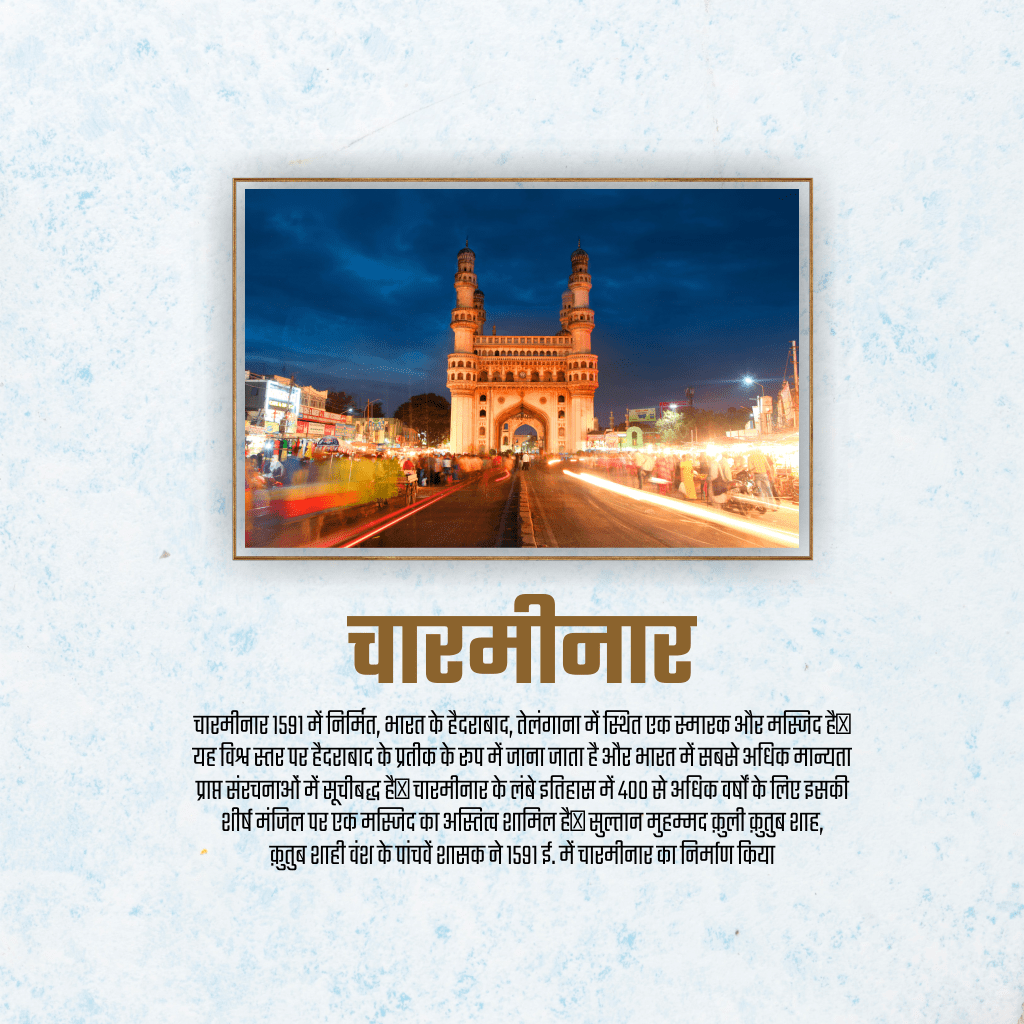 चारमीनार
चारमीनार 1591 में निर्मित, भारत के हैदराबाद, तेलंगाना में स्थित एक स्मारक और मस्जिद है
यह विश्व स्तर पर हैदराबाद के प्रतीक के रूप में जाना जाता है और भारत में सबसे अधिक मान्यता
प्राप्त संरचनाओं में सूचीबद्ध है चारमीनार के लंबे इतिहास में 400 से अधिक वर्षों के लिए इसकी
शीर्ष मंजिल पर एक मस्जिद का अस्तित्व शामिल है सुल्तान मुहम्मद क़ुली क़ुतुब शाह,
क़ुतुब शाही वंश के पांचवें शासक ने 1591 ई. में चारमीनार का निर्माण किया